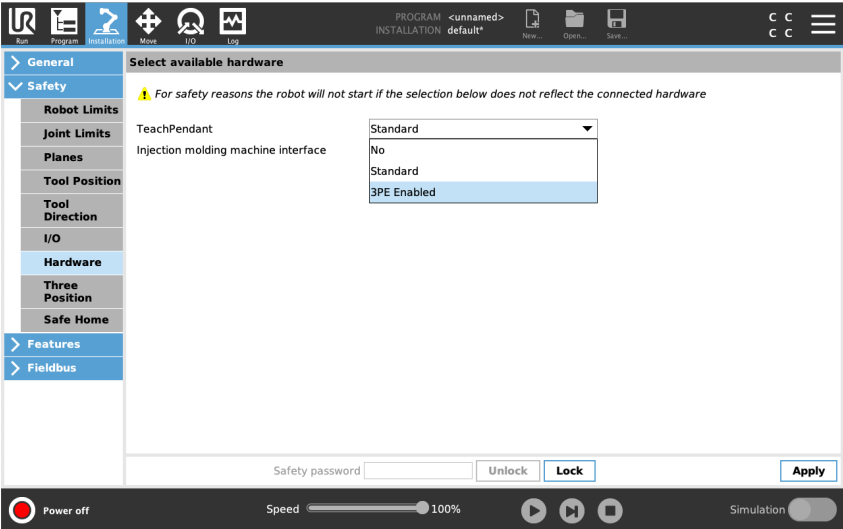 UR
Run
Program
Installation
Move
I/O
Log
PROGRAM <unnamed>
INSTALLATION default*
New...
Open...
Save...
C C
C C
General
Safety
Robot Limits
Joint Limits
Planes
Tool Position
Tool
Direction
I/O
Hardware
Three
Position
Safe Home
Features
Fieldbus
Select available hardware
For safety reasons the robot will not start if the selection below does not reflect the connected hardware
TeachPendant
Standard
Injection molding machine interface
No
Standard
3PE Enabled
Safety password
Unlock
Lock
Apply
Power off
Speed
100%
Simulation